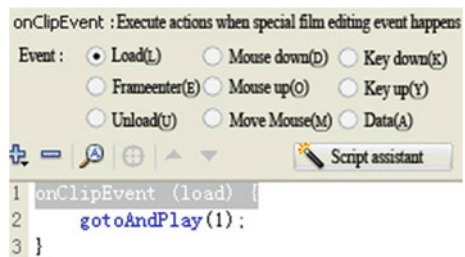 onClipEvent : Execute actions when special film editing event happens
Event : Load(L) Mouse down(D) Key down(K)
Frameenter(E) Mouse up(O) Key up(Y)
Unload(U) Move Mouse(M) Data(A)
Script assistant
1 onClipEvent (load) {
2 gotoAndPlay(1);
3 }